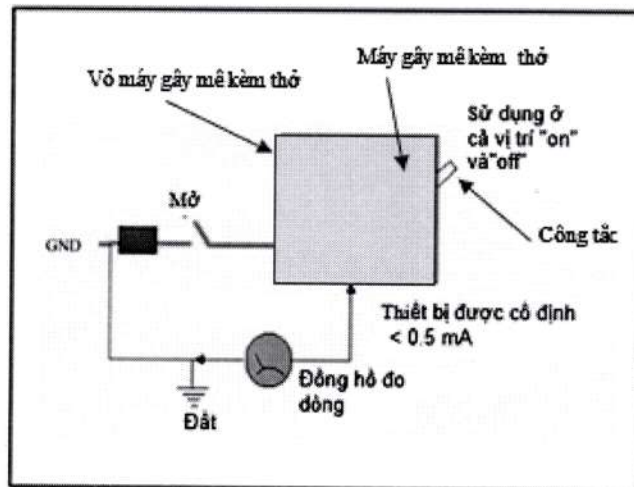 Máy gây mê kèm thở
Vỏ máy gây mê kèm thở
Sử dụng ở
cả vị trí "on"
và"off"
Mở
GND
Công tắc
Thiết bị được cố định
< 0.5 mA
Đồng hồ đo
dòng
Đất